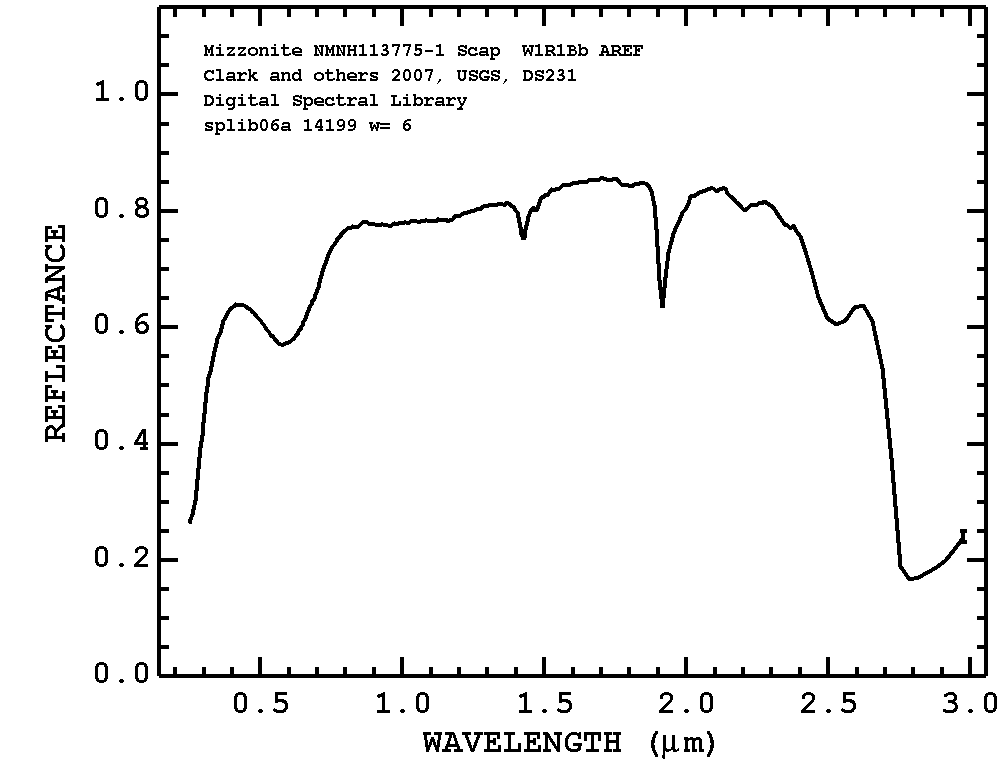 Mizzonite NMNH113775-1 Scap  W1R1Bb AREF
Clark and others 2007, USGS, DS231
Digital Spectral Library
splib06a 14199 w= 6
1.0
0.8
0.6
0.4
0.2
0.0
REFLECTANCE
0.5 1.0 1.5 2.0 2.5 3.0
WAVELENGTH (μm)